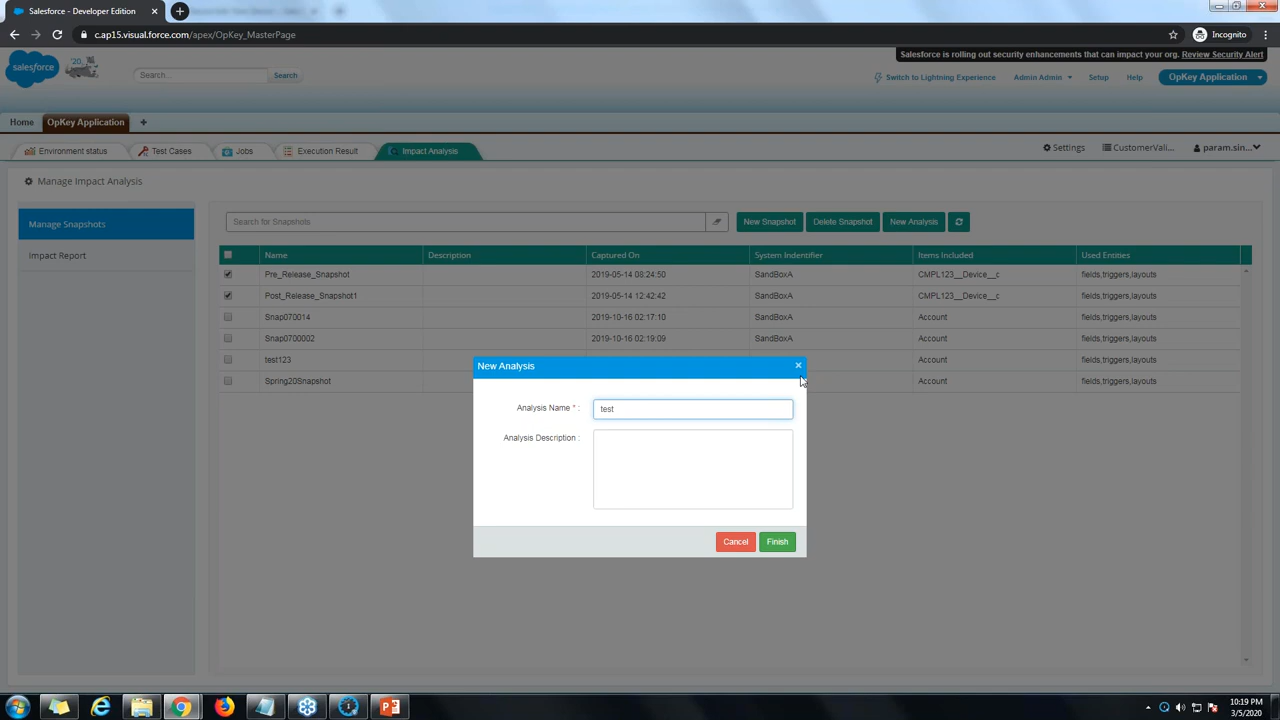 Salesforce - Developer Edition
c.ap15.visual.force.com/apex/OpKey_MasterPage
Incognito
Salesforce is rolling out security enhancements that can impact your org. Review Security Alert
salesforce
'20
Search...
Search
Switch to Lightning Experience
Admin Admin
Setup
Help
OpKey Application
Home
OpKey Application
Environment status
Test Cases
Jobs
Execution Result
Impact Analysis
Settings
CustomerVali...
param.sin...
Manage Impact Analysis
Manage Snapshots
Impact Report
Search for Snapshots
New Snapshot
Delete Snapshot
New Analysis
Name Description Captured On System Indentifier Items Included Used Entities
Pre_Release_Snapshot 2019-05-14 08:24:50 SandBoxA CMPL123__Device__c fields,triggers,layouts
Post_Release_Snapshot1 2019-05-14 12:42:42 SandBoxA CMPL123__Device__c fields,triggers,layouts
Snap070014 2019-10-16 02:17:10 SandBoxA Account fields,triggers,layouts
Snap0700002 2019-10-16 02:19:09 SandBoxA Account fields,triggers,layouts
test123 Account fields,triggers,layouts
Spring20Snapshot Account fields,triggers,layouts
New Analysis
Analysis Name * :
test
Analysis Description :
Cancel
Finish
10:19 PM
3/5/2020